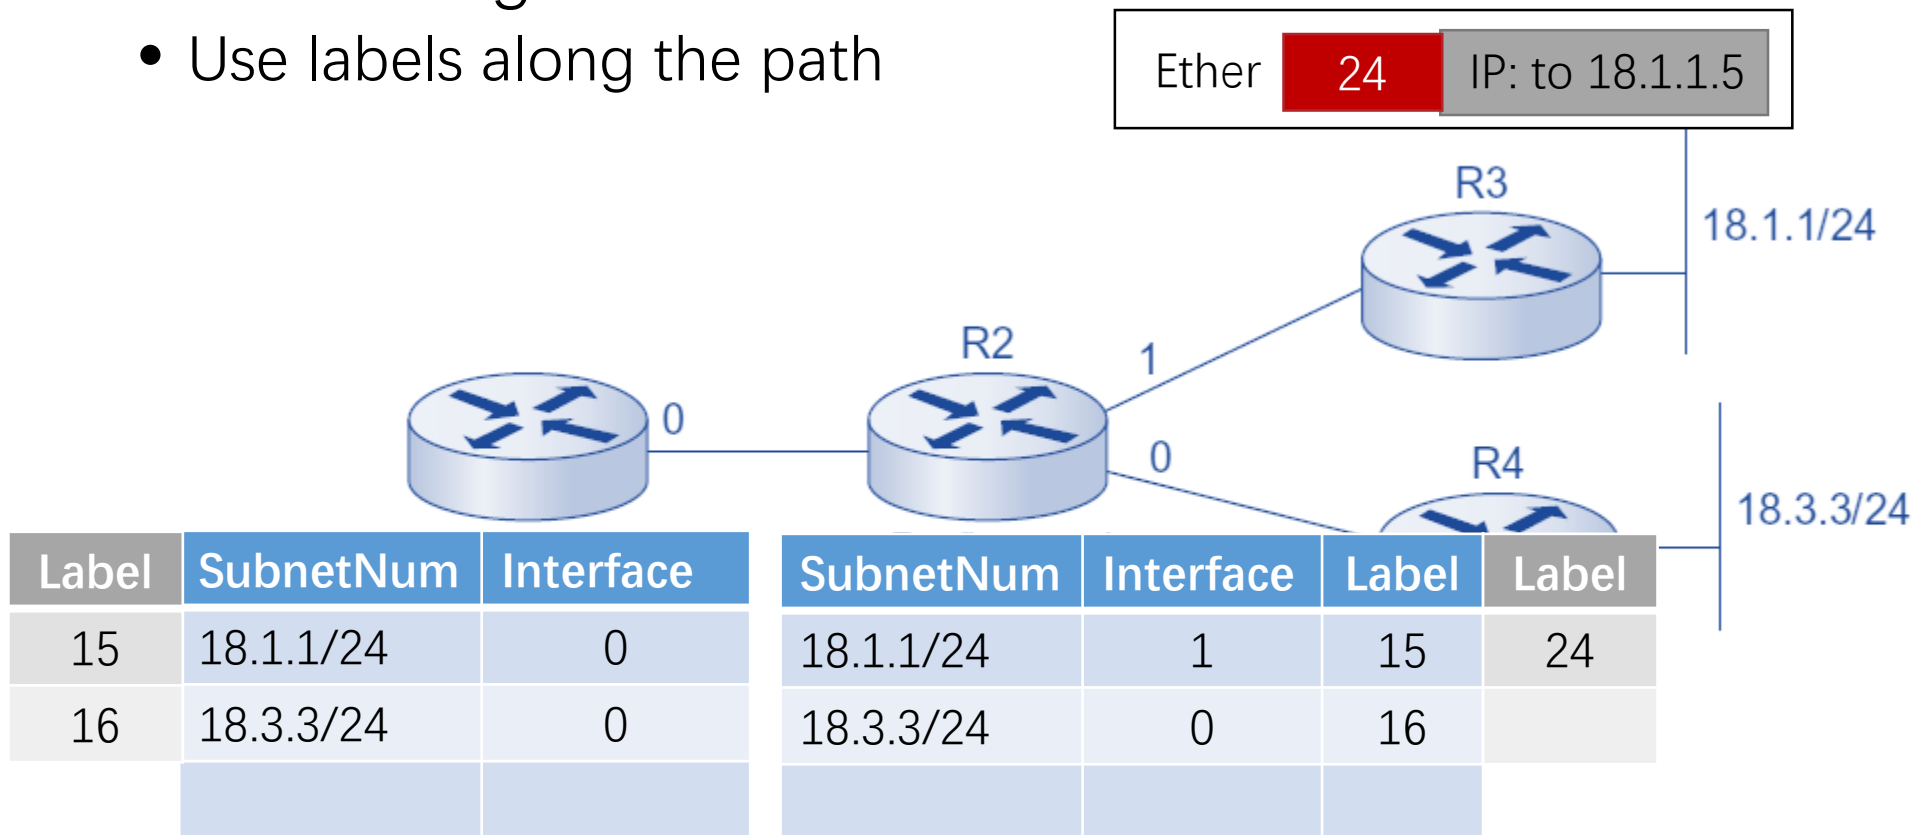 • Use labels along the path
Ether 24 IP: to 18.1.1.5
R3
18.1.1/24
R2
1
0
0
R4
18.3.3/24
Label SubnetNum Interface
15 18.1.1/24 0
16 18.3.3/24 0
SubnetNum Interface Label Label
18.1.1/24 1 15 24
18.3.3/24 0 16